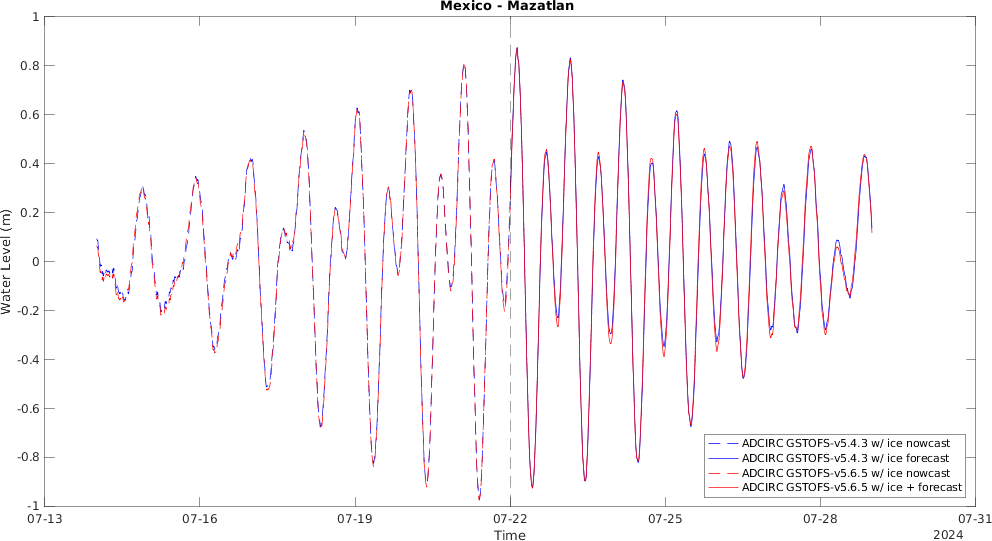 Mexico - Mazatlan
1
0.8
0.6
0.4
0.2
0
-0.2
-0.4
-0.6
-0.8
-1
Water Level (m)
ADCIRC GSTOFS-v5.4.3 w/ ice nowcast
ADCIRC GSTOFS-v5.4.3 w/ ice forecast
ADCIRC GSTOFS-v5.6.5 w/ ice nowcast
ADCIRC GSTOFS-v5.6.5 w/ ice + forecast
07-13 07-16 07-19 07-22 07-25 07-28 07-31
Time
2024